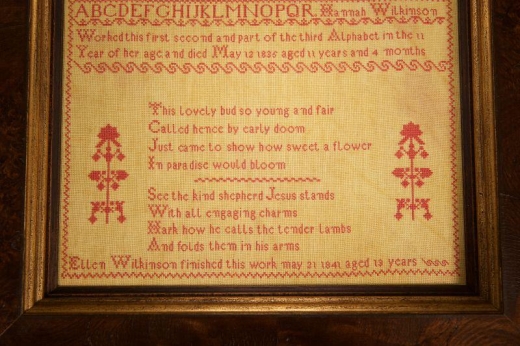 ABCDEFGHIJKLMNOPQR. Hannah Wilkinson
Worked this first second and part of the third Alphabet in the 11
Year of her age and died May 12 1835 aged 11 years and 4 months
This lovely bud so young and fair
Called hence by early doom
Just came to show how sweet a flower
In paradise would bloom
See the kind shepherd Jesus stands
With all engaging charms
Hark how he calls the tender lambs
And folds them in his arms
Ellen Wilkinson finished this work may 21 1841 aged 13 years